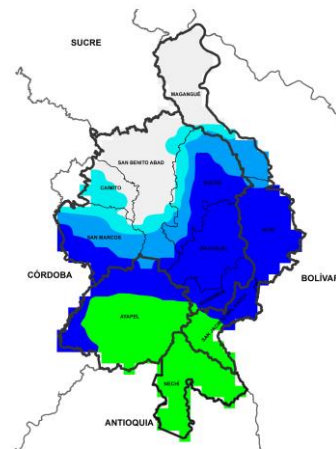 SUCRE
MAGANGUÉ
SAN BENITO ABAD
CAIMITO
SAN MARCOS
CÓRDOBA
BOLÍVAR
AYAPEL
NECHÍ
ANTIOQUIA